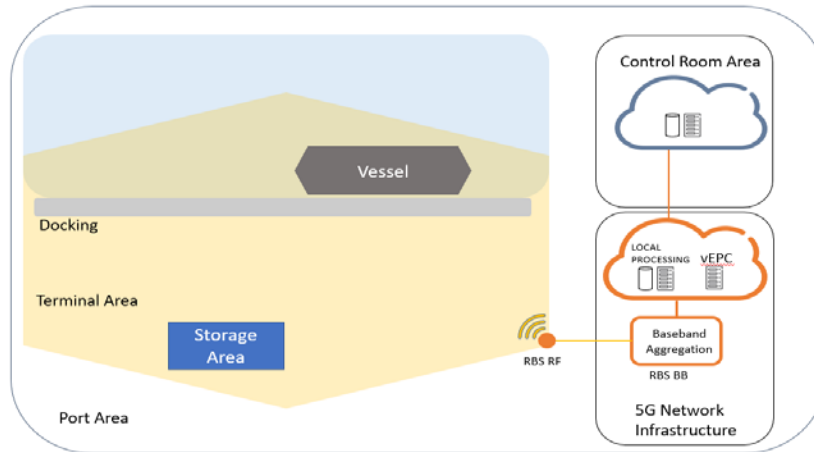 Control Room Area
Vessel
Docking
LOCAL
PROCESSING
vEPC
Terminal Area
Storage
Area
Baseband
Aggregation
RBS RF
RBS BB
Port Area
5G Network
Infrastructure